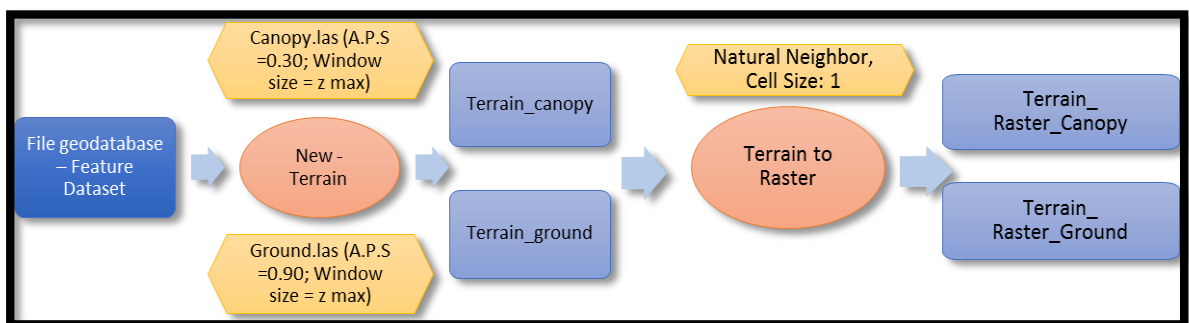 File geodatabase
– Feature
Dataset
Canopy.las (A.P.S
=0.30; Window
size = z max)
New -
Terrain
Ground.las (A.P.S
=0.90; Window
size = z max)
Terrain_canopy
Terrain_ground
Natural Neighbor,
Cell Size: 1
Terrain to
Raster
Terrain_
Raster_Canopy
Terrain_
Raster_Ground